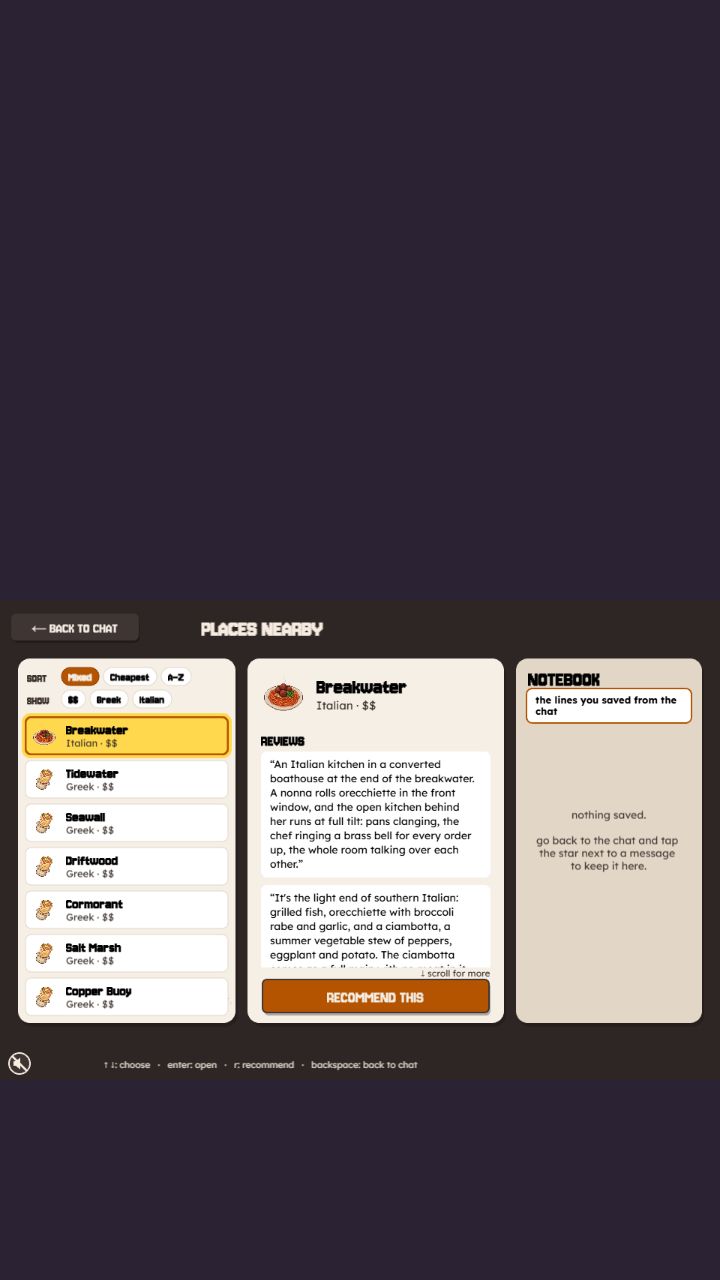 ← BACK TO CHAT
PLACES NEARBY
SORT Mixed Cheapest A-Z
SHOW $$ Greek Italian
Breakwater
Italian · $$
Tidewater
Greek · $$
Seawall
Greek · $$
Driftwood
Greek · $$
Cormorant
Greek · $$
Salt Marsh
Greek · $$
Copper Buoy
Greek · $$
Breakwater
Italian · $$
REVIEWS
“An Italian kitchen in a converted
boathouse at the end of the breakwater.
A nonna rolls orecchiette in the front
window, and the open kitchen behind
her runs at full tilt: pans clanging, the
chef ringing a brass bell for every order
up, the whole room talking over each
other.”
“It's the light end of southern Italian:
grilled fish, orecchiette with broccoli
rabe and garlic, and a ciambotta, a
summer vegetable stew of peppers,
eggplant and potato. The ciambotta
↓ scroll for more
RECOMMEND THIS
NOTEBOOK
the lines you saved from the
chat
nothing saved.
go back to the chat and tap
the star next to a message
to keep it here.
↑ ↓: choose · enter: open · r: recommend · backspace: back to chat